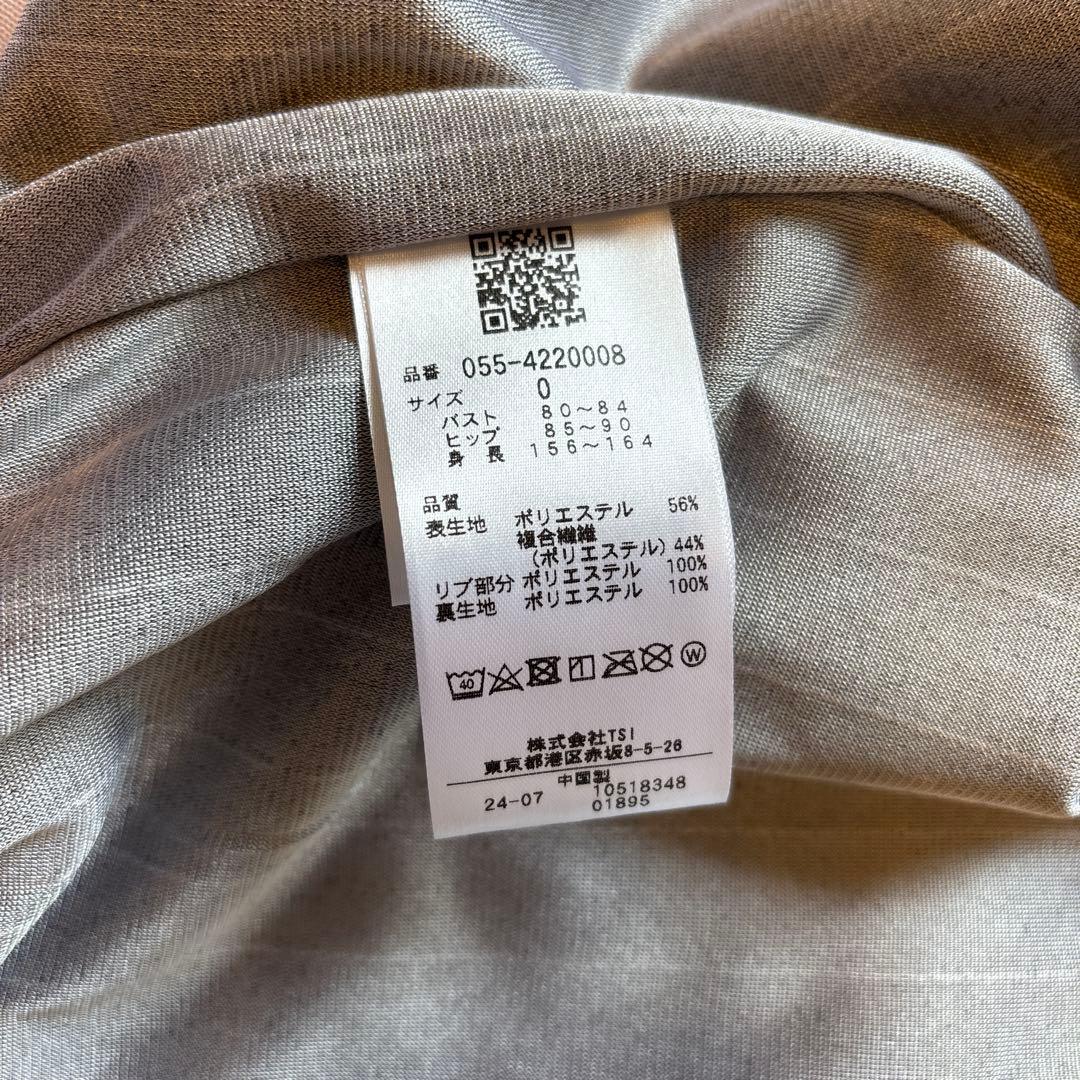 品番 055-4220008
サイズ 0
バスト 80～84
ヒップ 85～90
身長 156～164
品質
表生地 ポリエステル 56%
複合繊維
(ポリエステル) 44%
リブ部分 ポリエステル 100%
裏生地 ポリエステル 100%
40
W
株式会社TSI
東京都港区赤坂8-5-26
中国製
24-07 10518348
01895